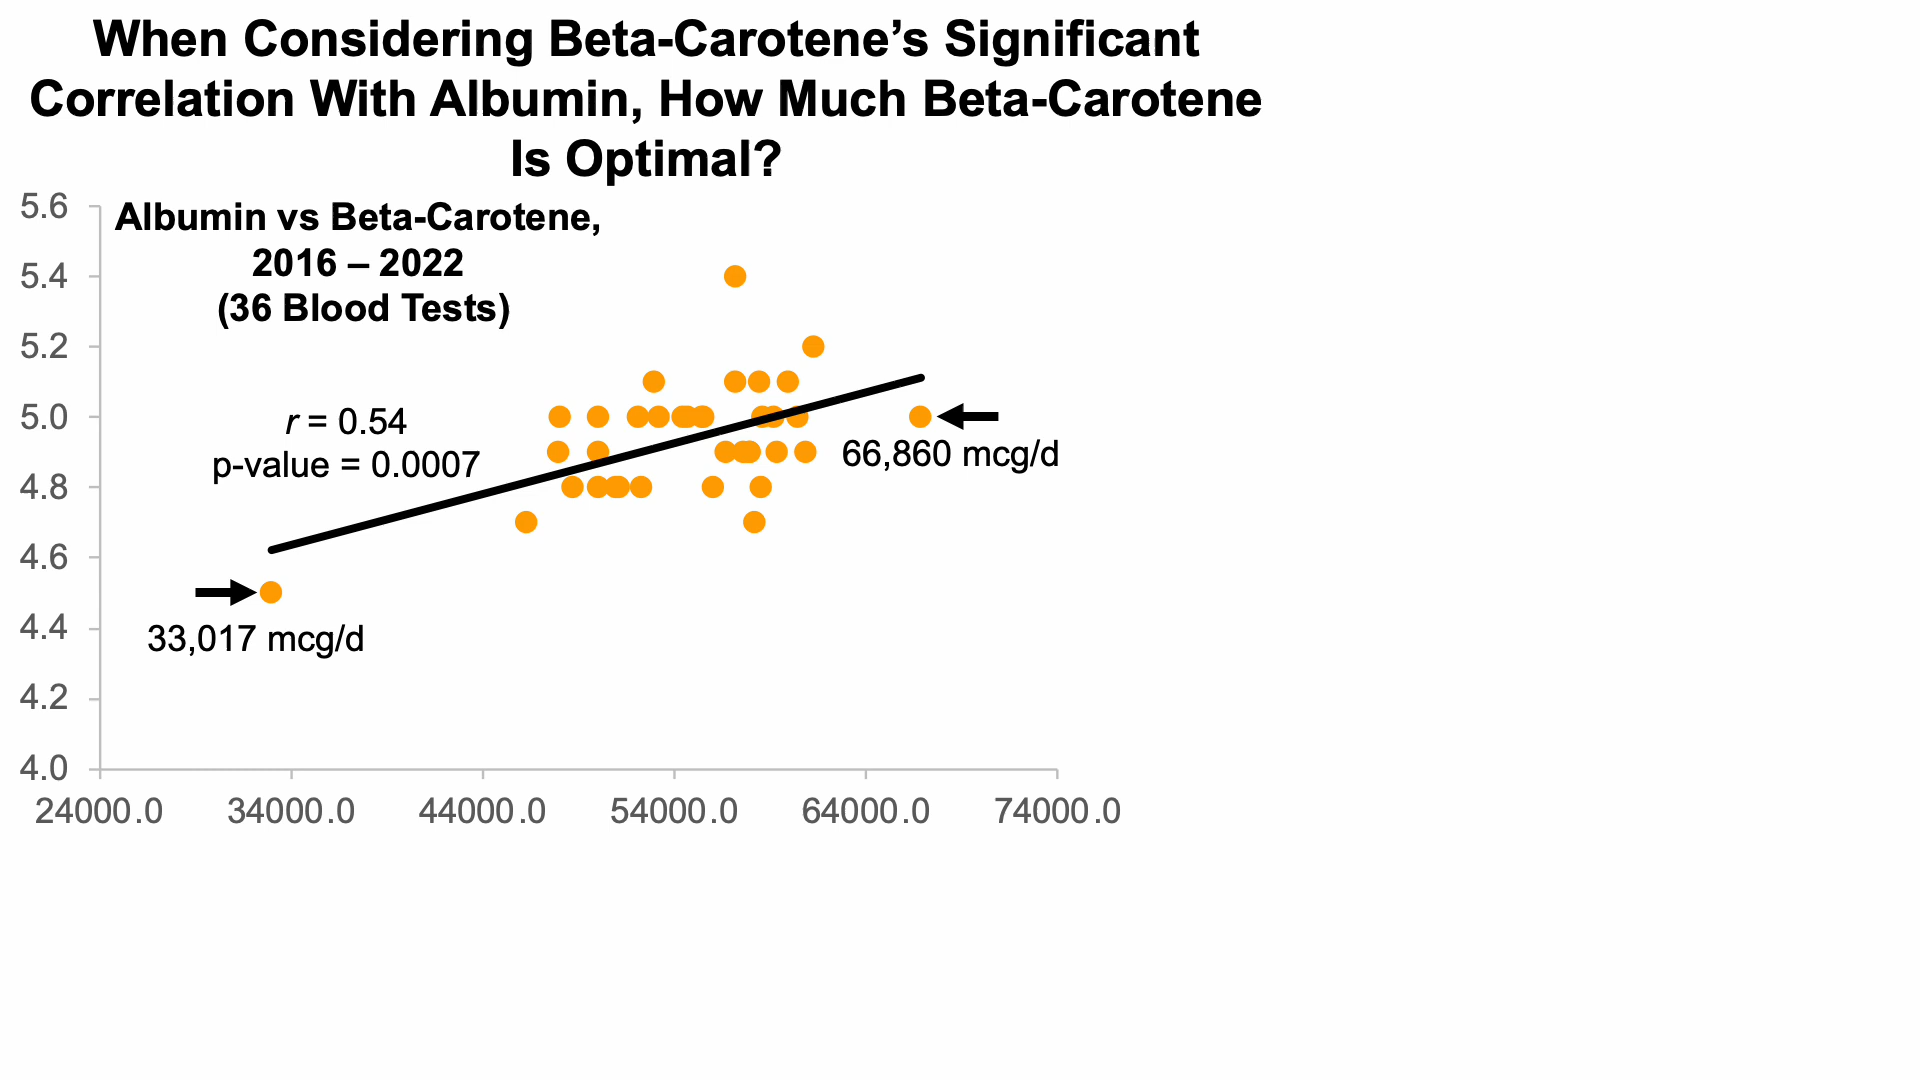 When Considering Beta-Carotene’s Significant
Correlation With Albumin, How Much Beta-Carotene
Is Optimal?
5.6
Albumin vs Beta-Carotene,
2016 – 2022
(36 Blood Tests)
5.4
5.2
5.0
r = 0.54
p-value = 0.0007
66,860 mcg/d
4.8
4.6
33,017 mcg/d
4.4
4.2
4.0
24000.0 34000.0 44000.0 54000.0 64000.0 74000.0